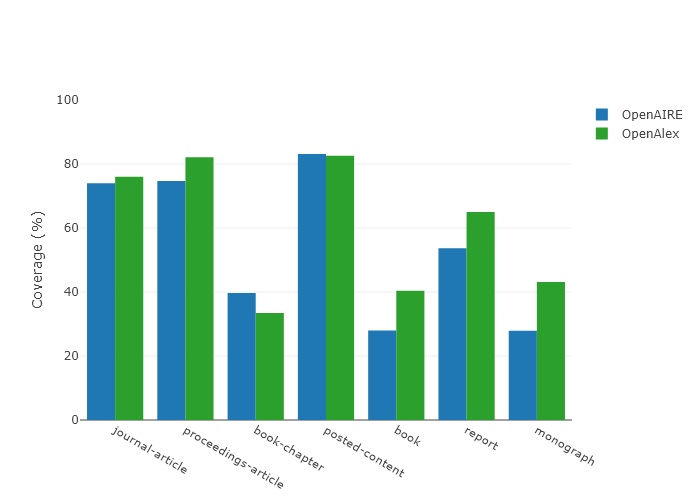 100
80
60
40
20
0
Coverage (%)
journal-article
proceedings-article
book-chapter
posted-content
book
report
monograph
OpenAIRE
OpenAlex